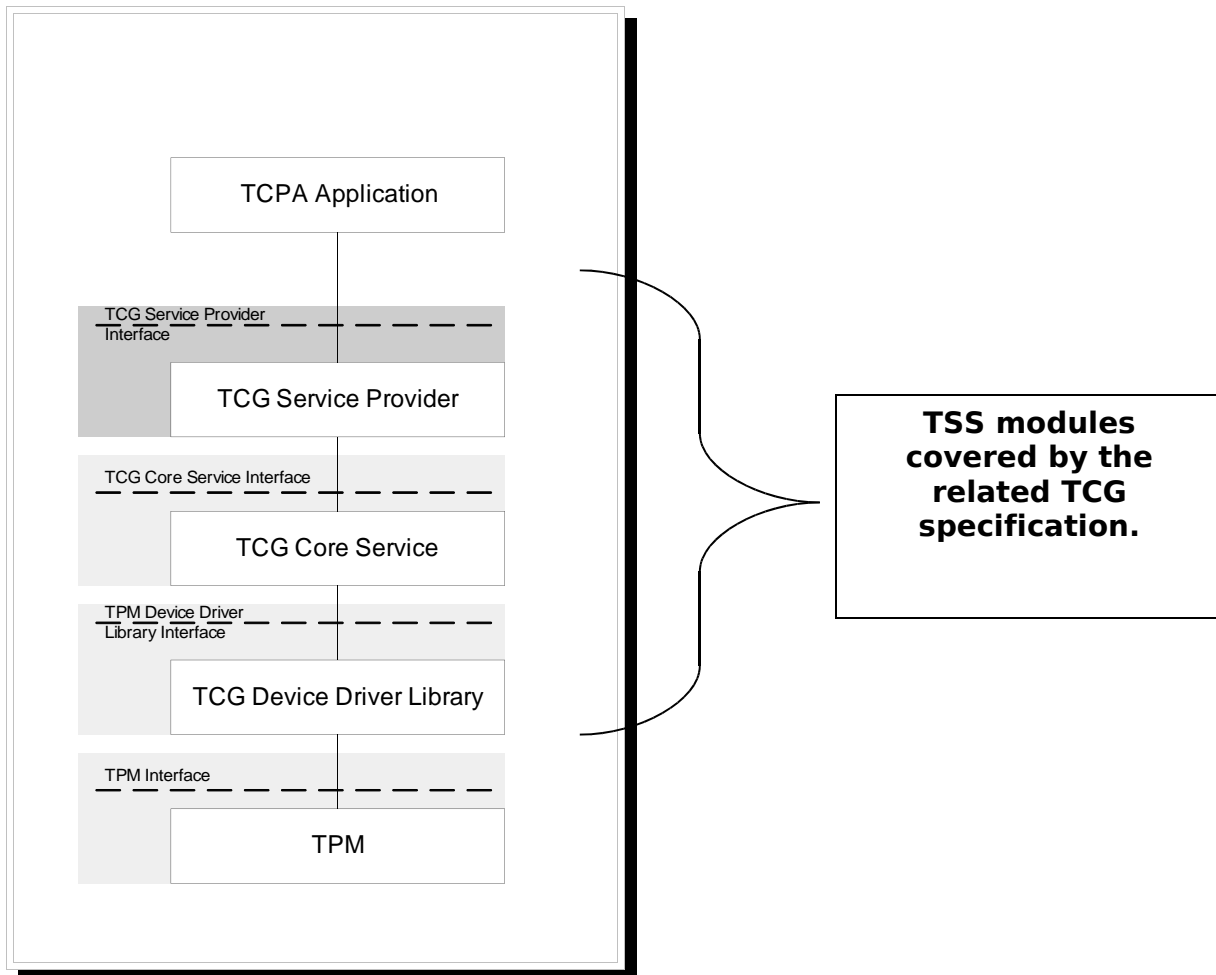 TCPA Application
TCG Service Provider
Interface
TCG Service Provider
TCG Core Service Interface
TCG Core Service
TPM Device Driver
Library Interface
TCG Device Driver Library
TPM Interface
TPM
TSS modules
covered by the
related TCG
specification.